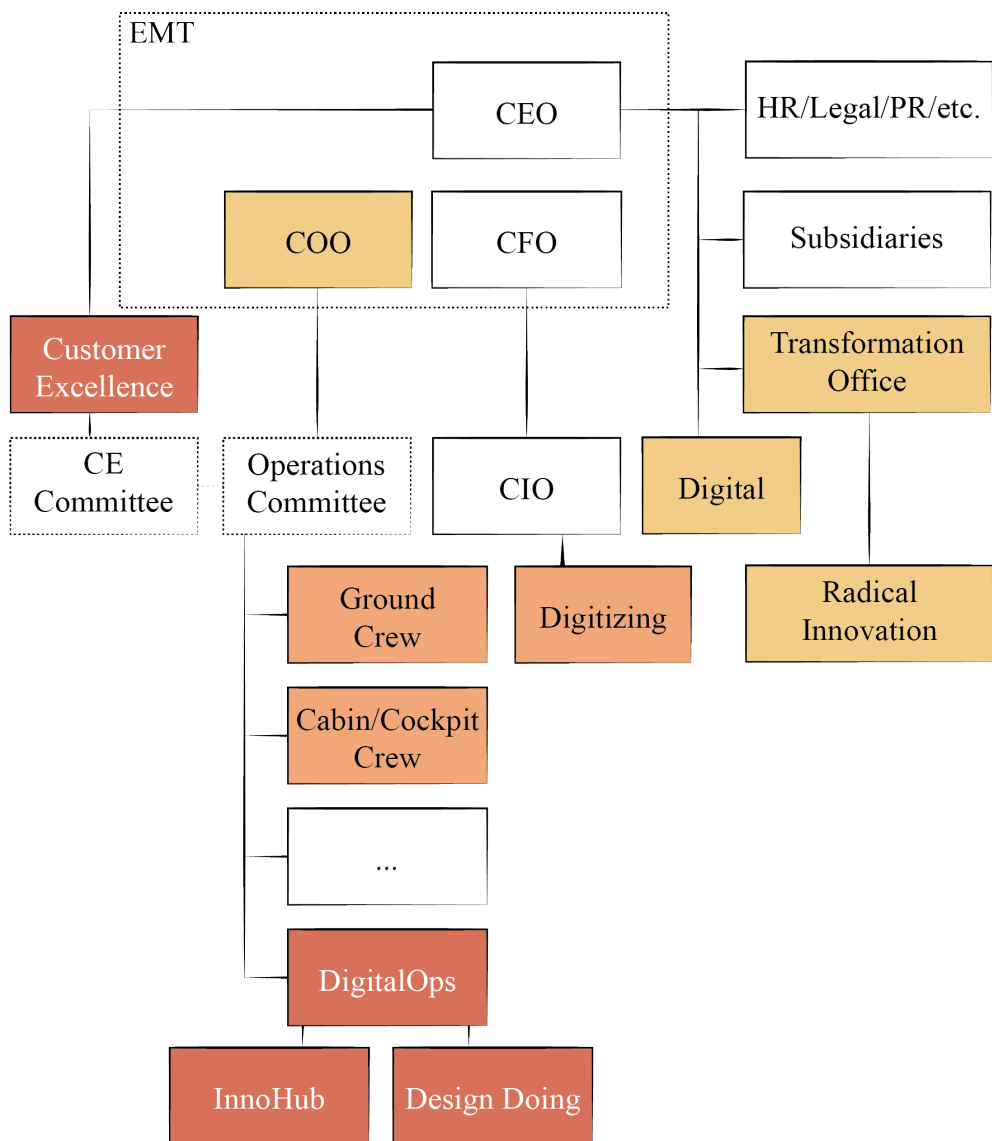 EMT
CEO
HR/Legal/PR/etc.
COO
CFO
Subsidiaries
Customer
Excellence
Transformation
Office
CE
Committee
Operations
Committee
CIO
Digital
Ground
Crew
Digitizing
Radical
Innovation
Cabin/Cockpit
Crew
...
DigitalOps
InnoHub
Design Doing